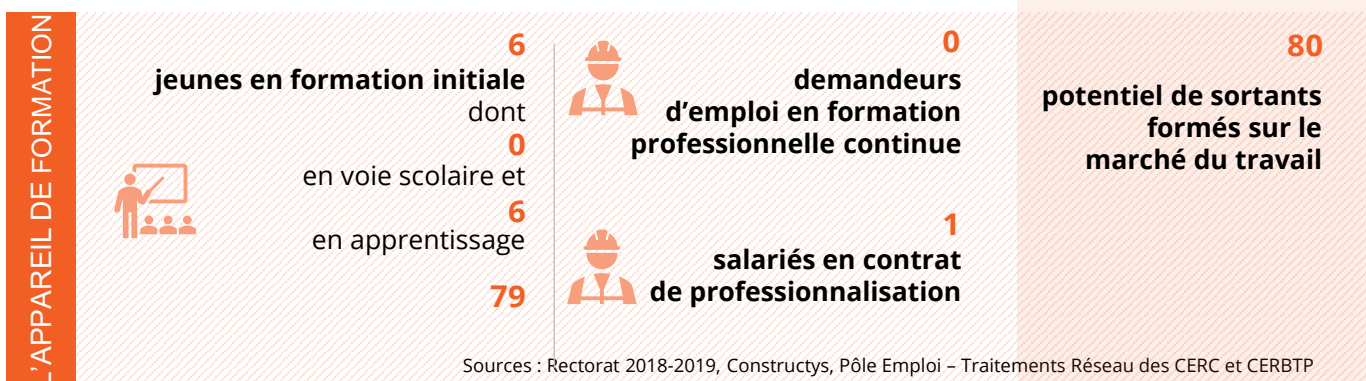 L'APPAREIL DE FORMATION
6
jeunes en formation initiale
dont
0
en voie scolaire et
6
en apprentissage
79
0
demandeurs
d'emploi en formation
professionnelle continue
1
salariés en contrat
de professionnalisation
80
potentiel de sortants
formés sur le
marché du travail
Sources : Rectorat 2018-2019, Constructys, Pôle Emploi – Traitements Réseau des CERC et CERBTP